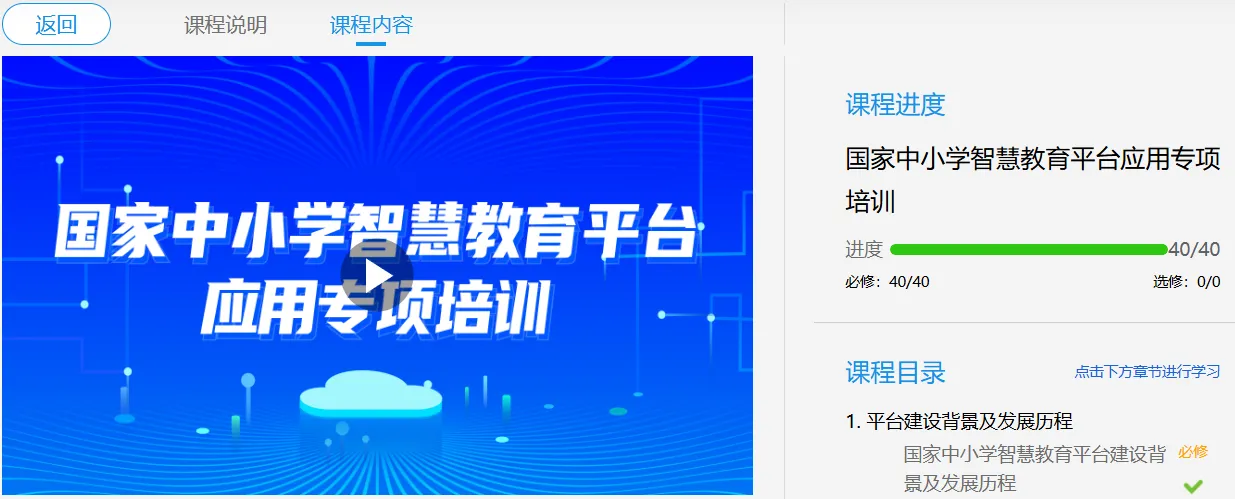 返回
课程说明
课程内容
国家中小学智慧教育平台
应用专项培训
课程进度
国家中小学智慧教育平台应用专项
培训
进度 40/40
必修：40/40 选修：0/0
课程目录 点击下方章节进行学习
1. 平台建设背景及发展历程
国家中小学智慧教育平台建设背 必修
景及发展历程